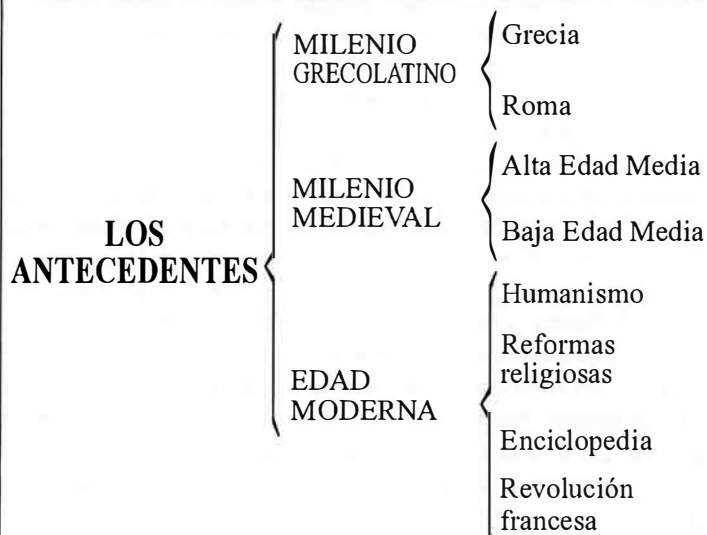 LOS
ANTECEDENTES
MILENIO
GRECOLATINO
Grecia
Roma
MILENIO
MEDIEVAL
Alta Edad Media
Baja Edad Media
EDAD
MODERNA
Humanismo
Reformas
religiosas
Enciclopedia
Revolución
francesa